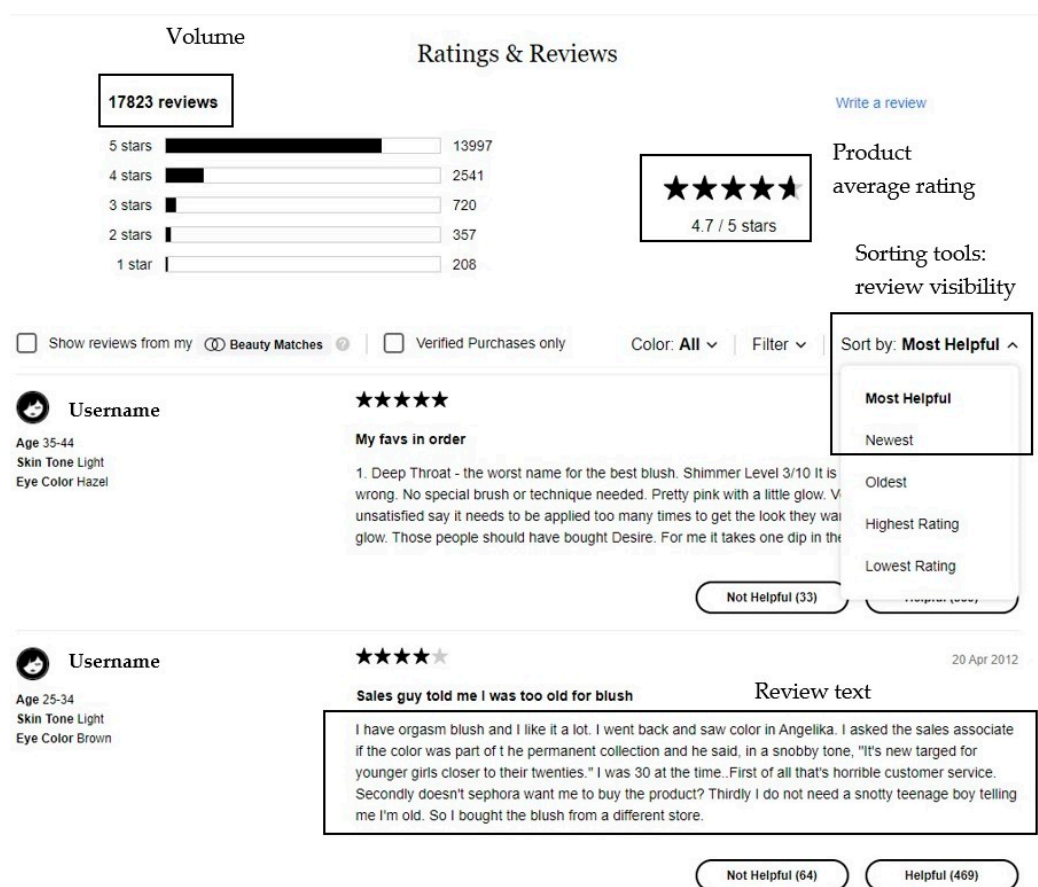 Volume
Ratings & Reviews
17823 reviews
Write a review
5 stars 13997
4 stars 2541
3 stars 720
2 stars 357
1 star 208
Product
average rating
4.7 / 5 stars
Sorting tools:
review visibility
Show reviews from my Beauty Matches ?
Verified Purchases only
Color: All
Filter
Sort by: Most Helpful
Most Helpful
Newest
Oldest
Highest Rating
Lowest Rating
Username
Age 35-44
Skin Tone Light
Eye Color Hazel
My favs in order
1. Deep Throat - the worst name for the best blush. Shimmer Level 3/10 It is
wrong. No special brush or technique needed. Pretty pink with a little glow.
unsatisfied say it needs to be applied too many times to get the look they
glow. Those people should have bought Desire. For me it takes one dip in the
Not Helpful (33)
Username
Age 25-34
Skin Tone Light
Eye Color Brown
20 Apr 2012
Sales guy told me I was too old for blush
Review text
I have orgasm blush and I like it a lot. I went back and saw color in Angelika. I asked the sales associate
if the color was part of t he permanent collection and he said, in a snobby tone, "It's new targed for
younger girls closer to their twenties." I was 30 at the time..First of all that's horrible customer service.
Secondly doesn't sephora want me to buy the product? Thirdly I do not need a snotty teenage boy telling
me I'm old. So I bought the blush from a different store.
Not Helpful (64)
Helpful (469)